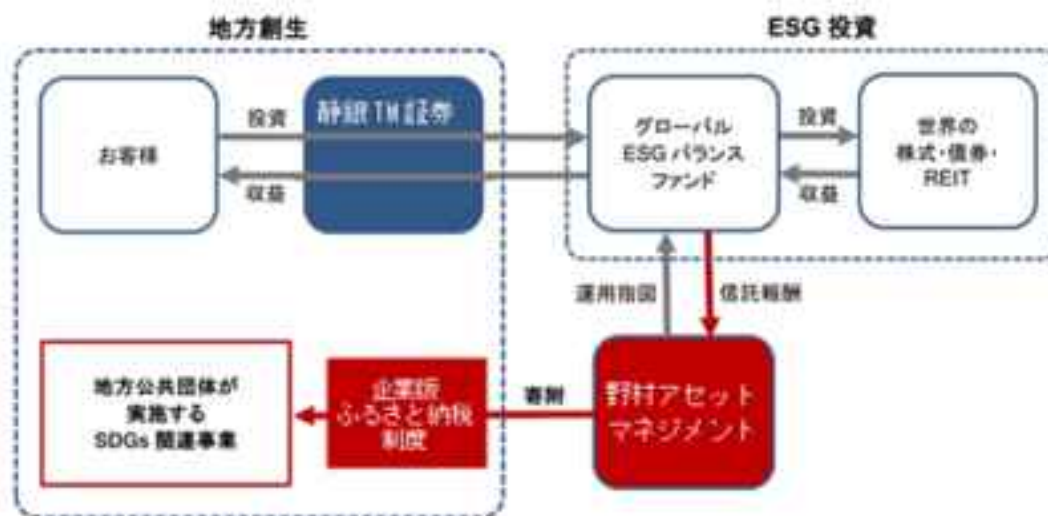 地方創生
ESG 投資
お客様
投資
収益
静銀TM証券
グローバル
ESG バランス
ファンド
投資
収益
世界の
株式・債券・
REIT
運用指図
信託報酬
地方公共団体が
実施する
SDGs 関連事業
企業版
ふるさと納税
制度
寄附
野村アセット
マネジメント